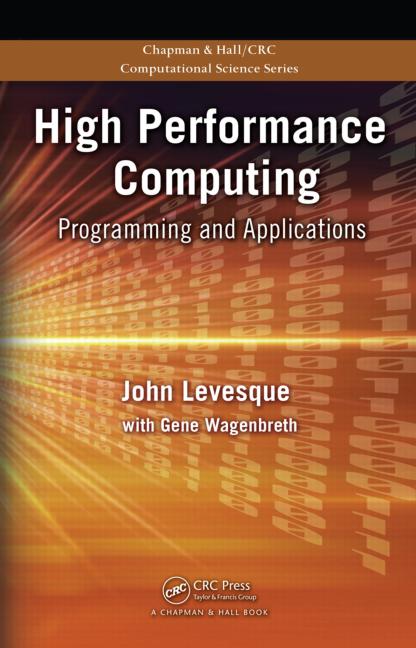 Chapman & Hall/CRC
Computational Science Series
High Performance
Computing
Programming and Applications
John Levesque
with Gene Wagenbreth
CRC
CRC Press
Taylor & Francis Group
A CHAPMAN & HALL BOOK